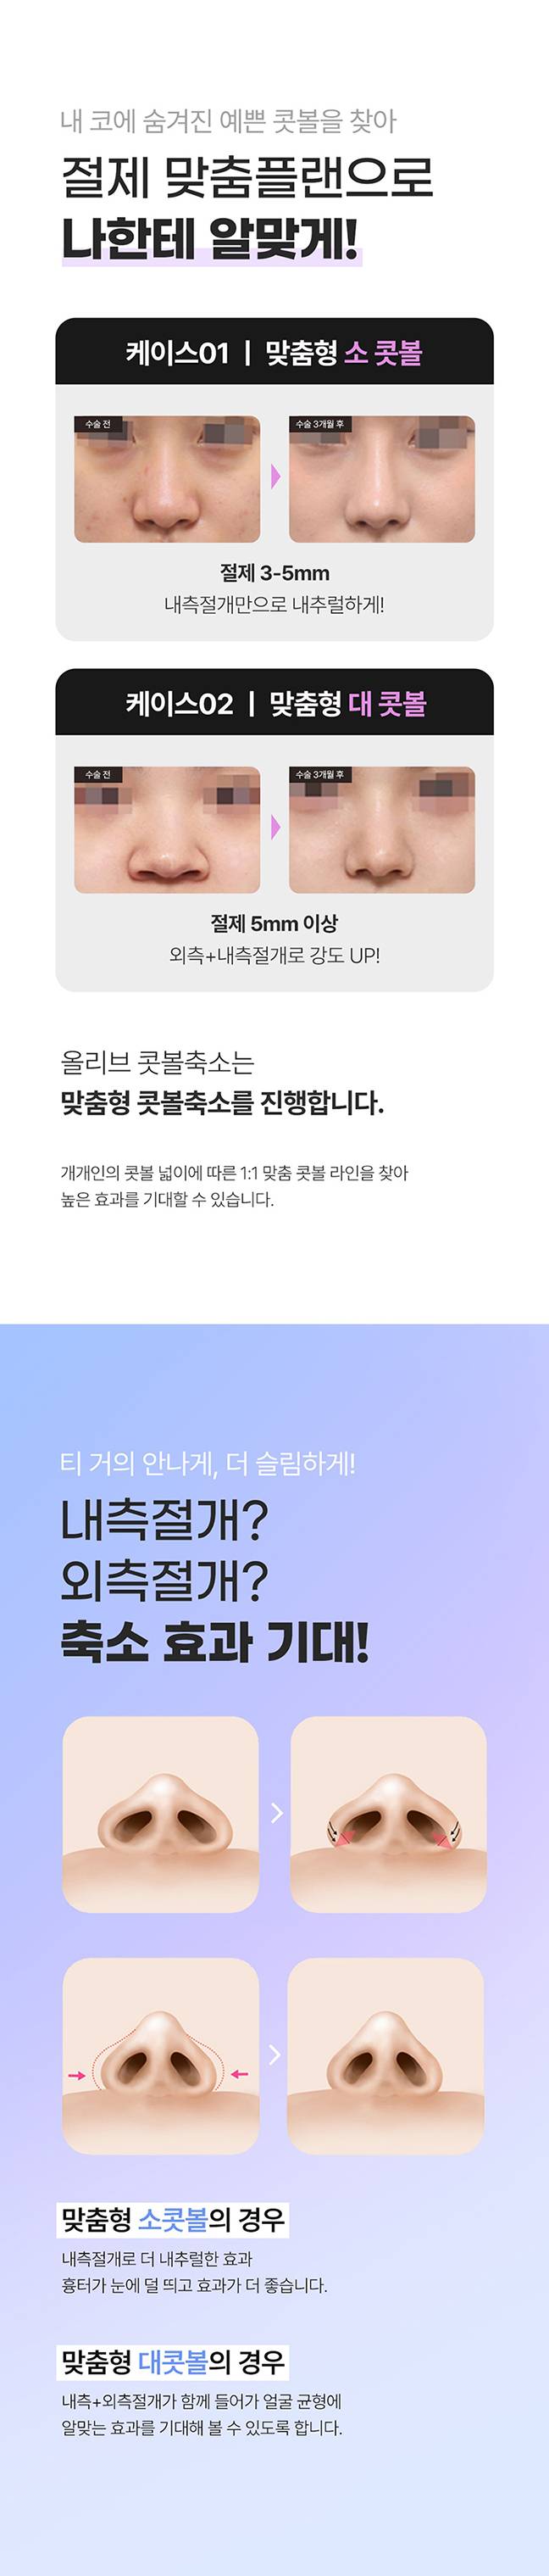 내 코에 숨겨진 예쁜 콧볼을 찾아
절제 맞춤플랜으로
나한테 알맞게!
케이스01 | 맞춤형 소 콧볼
수술 전
수술 3개월 후
절제 3-5mm
내측절개만으로 내추럴하게!
케이스02 | 맞춤형 대 콧볼
수술 전
수술 3개월 후
절제 5mm 이상
외측+내측절개로 강도 UP!
올리브 콧볼축소는
맞춤형 콧볼축소를 진행합니다.
개개인의 콧볼 넓이에 따른 1:1 맞춤 콧볼 라인을 찾아
높은 효과를 기대할 수 있습니다.
티 거의 안나게, 더 슬림하게!
내측절개?
외측절개?
축소 효과 기대!
맞춤형 소콧볼의 경우
내측절개로 더 내추럴한 효과
흉터가 눈에 덜 띄고 효과가 더 좋습니다.
맞춤형 대콧볼의 경우
내측+외측절개가 함께 들어가 얼굴 균형에
알맞는 효과를 기대해 볼 수 있도록 합니다.